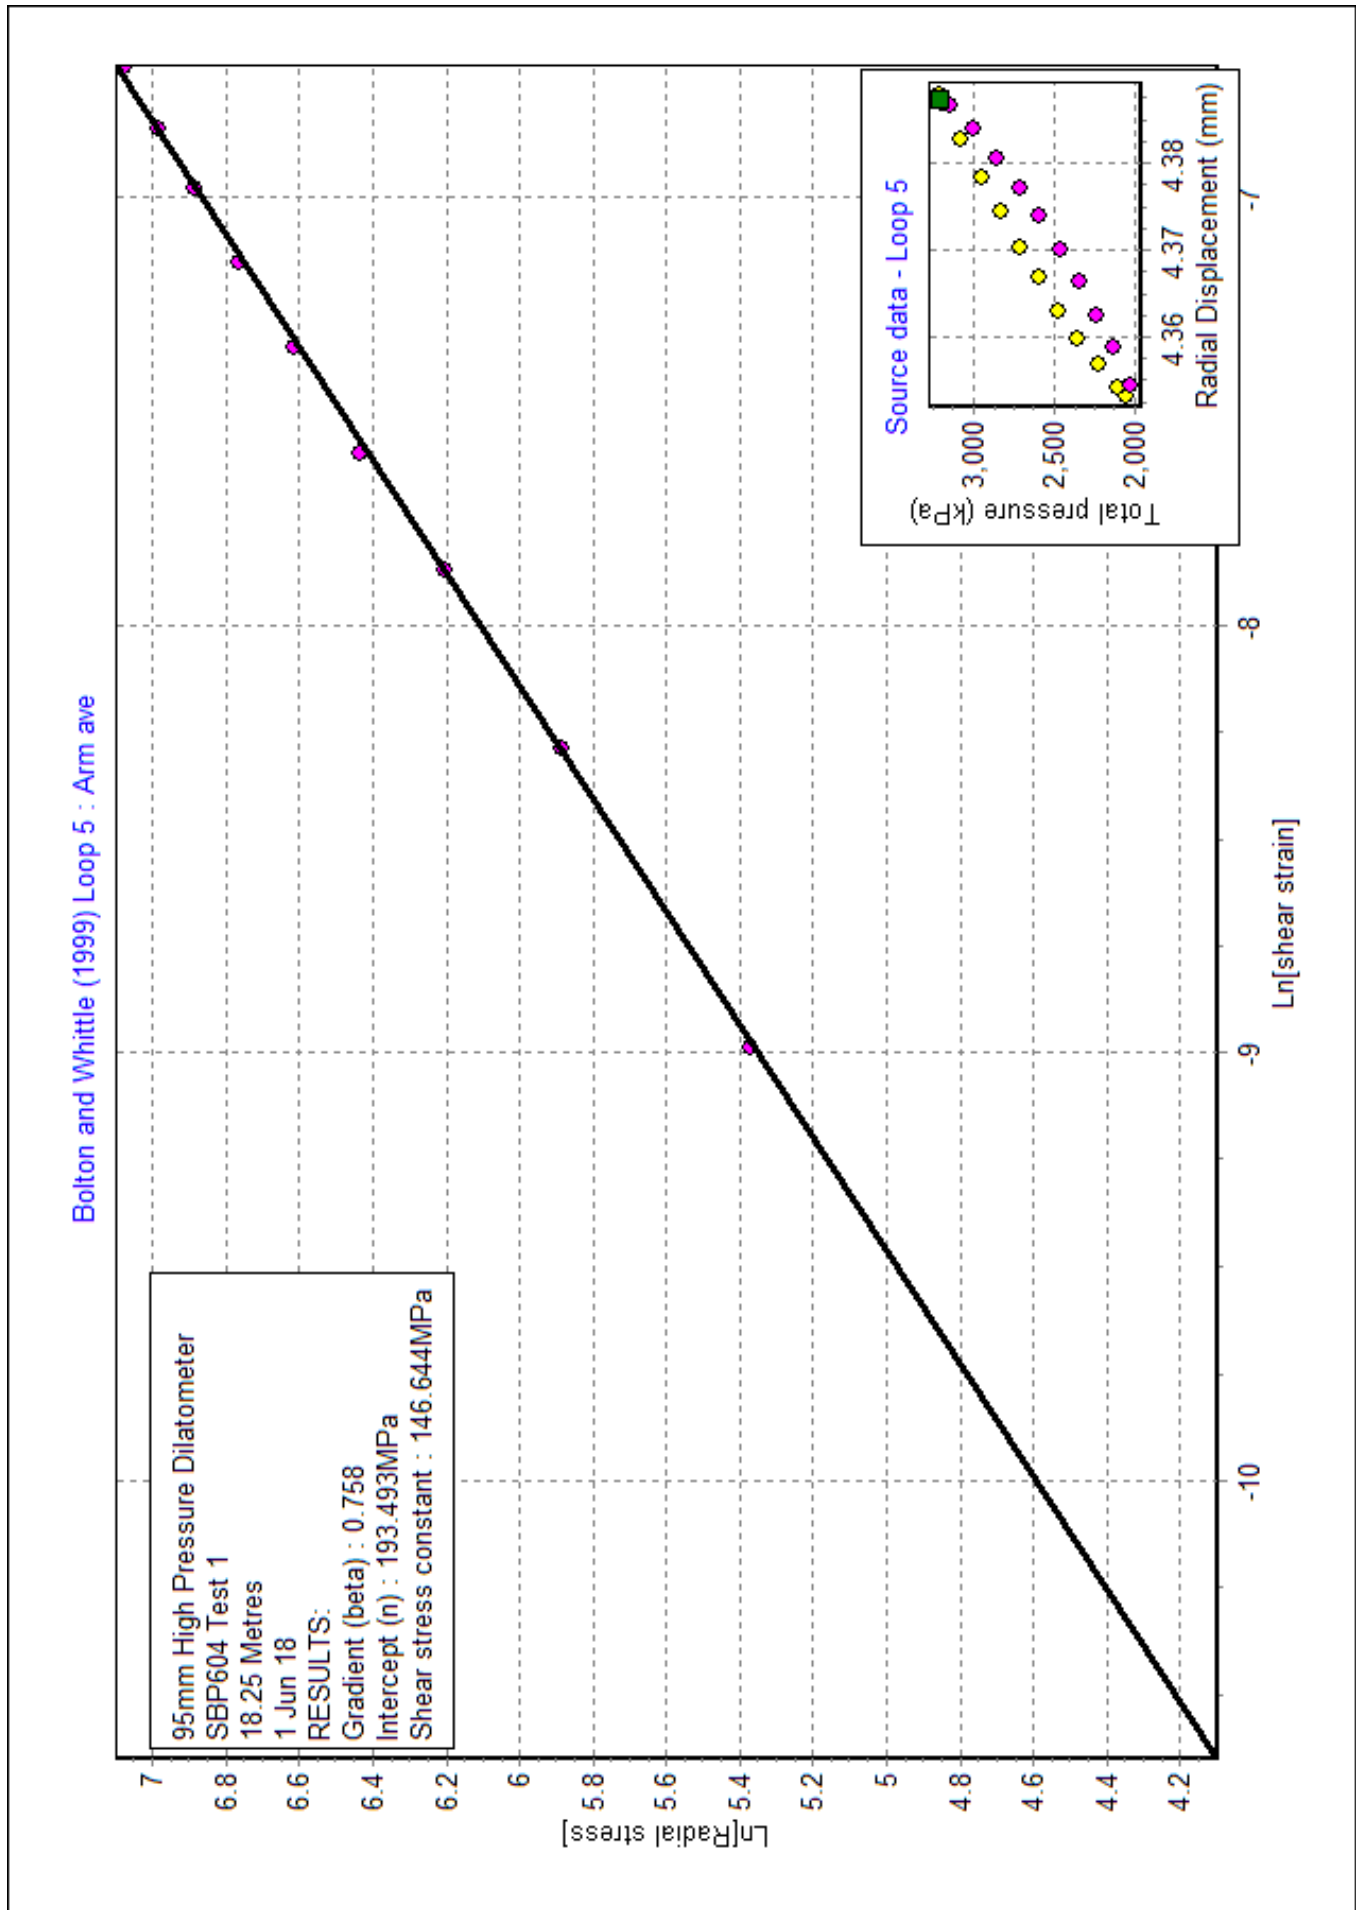 Bolton and Whittle (1999) Loop 5 : Arm ave
95mm High Pressure Dilatometer
SBP604 Test 1
18.25 Metres
1 Jun 18
RESULTS:
Gradient (beta) : 0.758
Intercept (n) : 193.493MPa
Shear stress constant : 146.644MPa
Ln[Radial stress]
7
6.8
6.6
6.4
6.2
6
5.8
5.6
5.4
5.2
5
4.8
4.6
4.4
4.2
-10
-9
-8
-7
Ln[shear strain]
Source data - Loop 5
Total pressure (kPa)
3,000
2,500
2,000
4.36
4.37
4.38
Radial Displacement (mm)